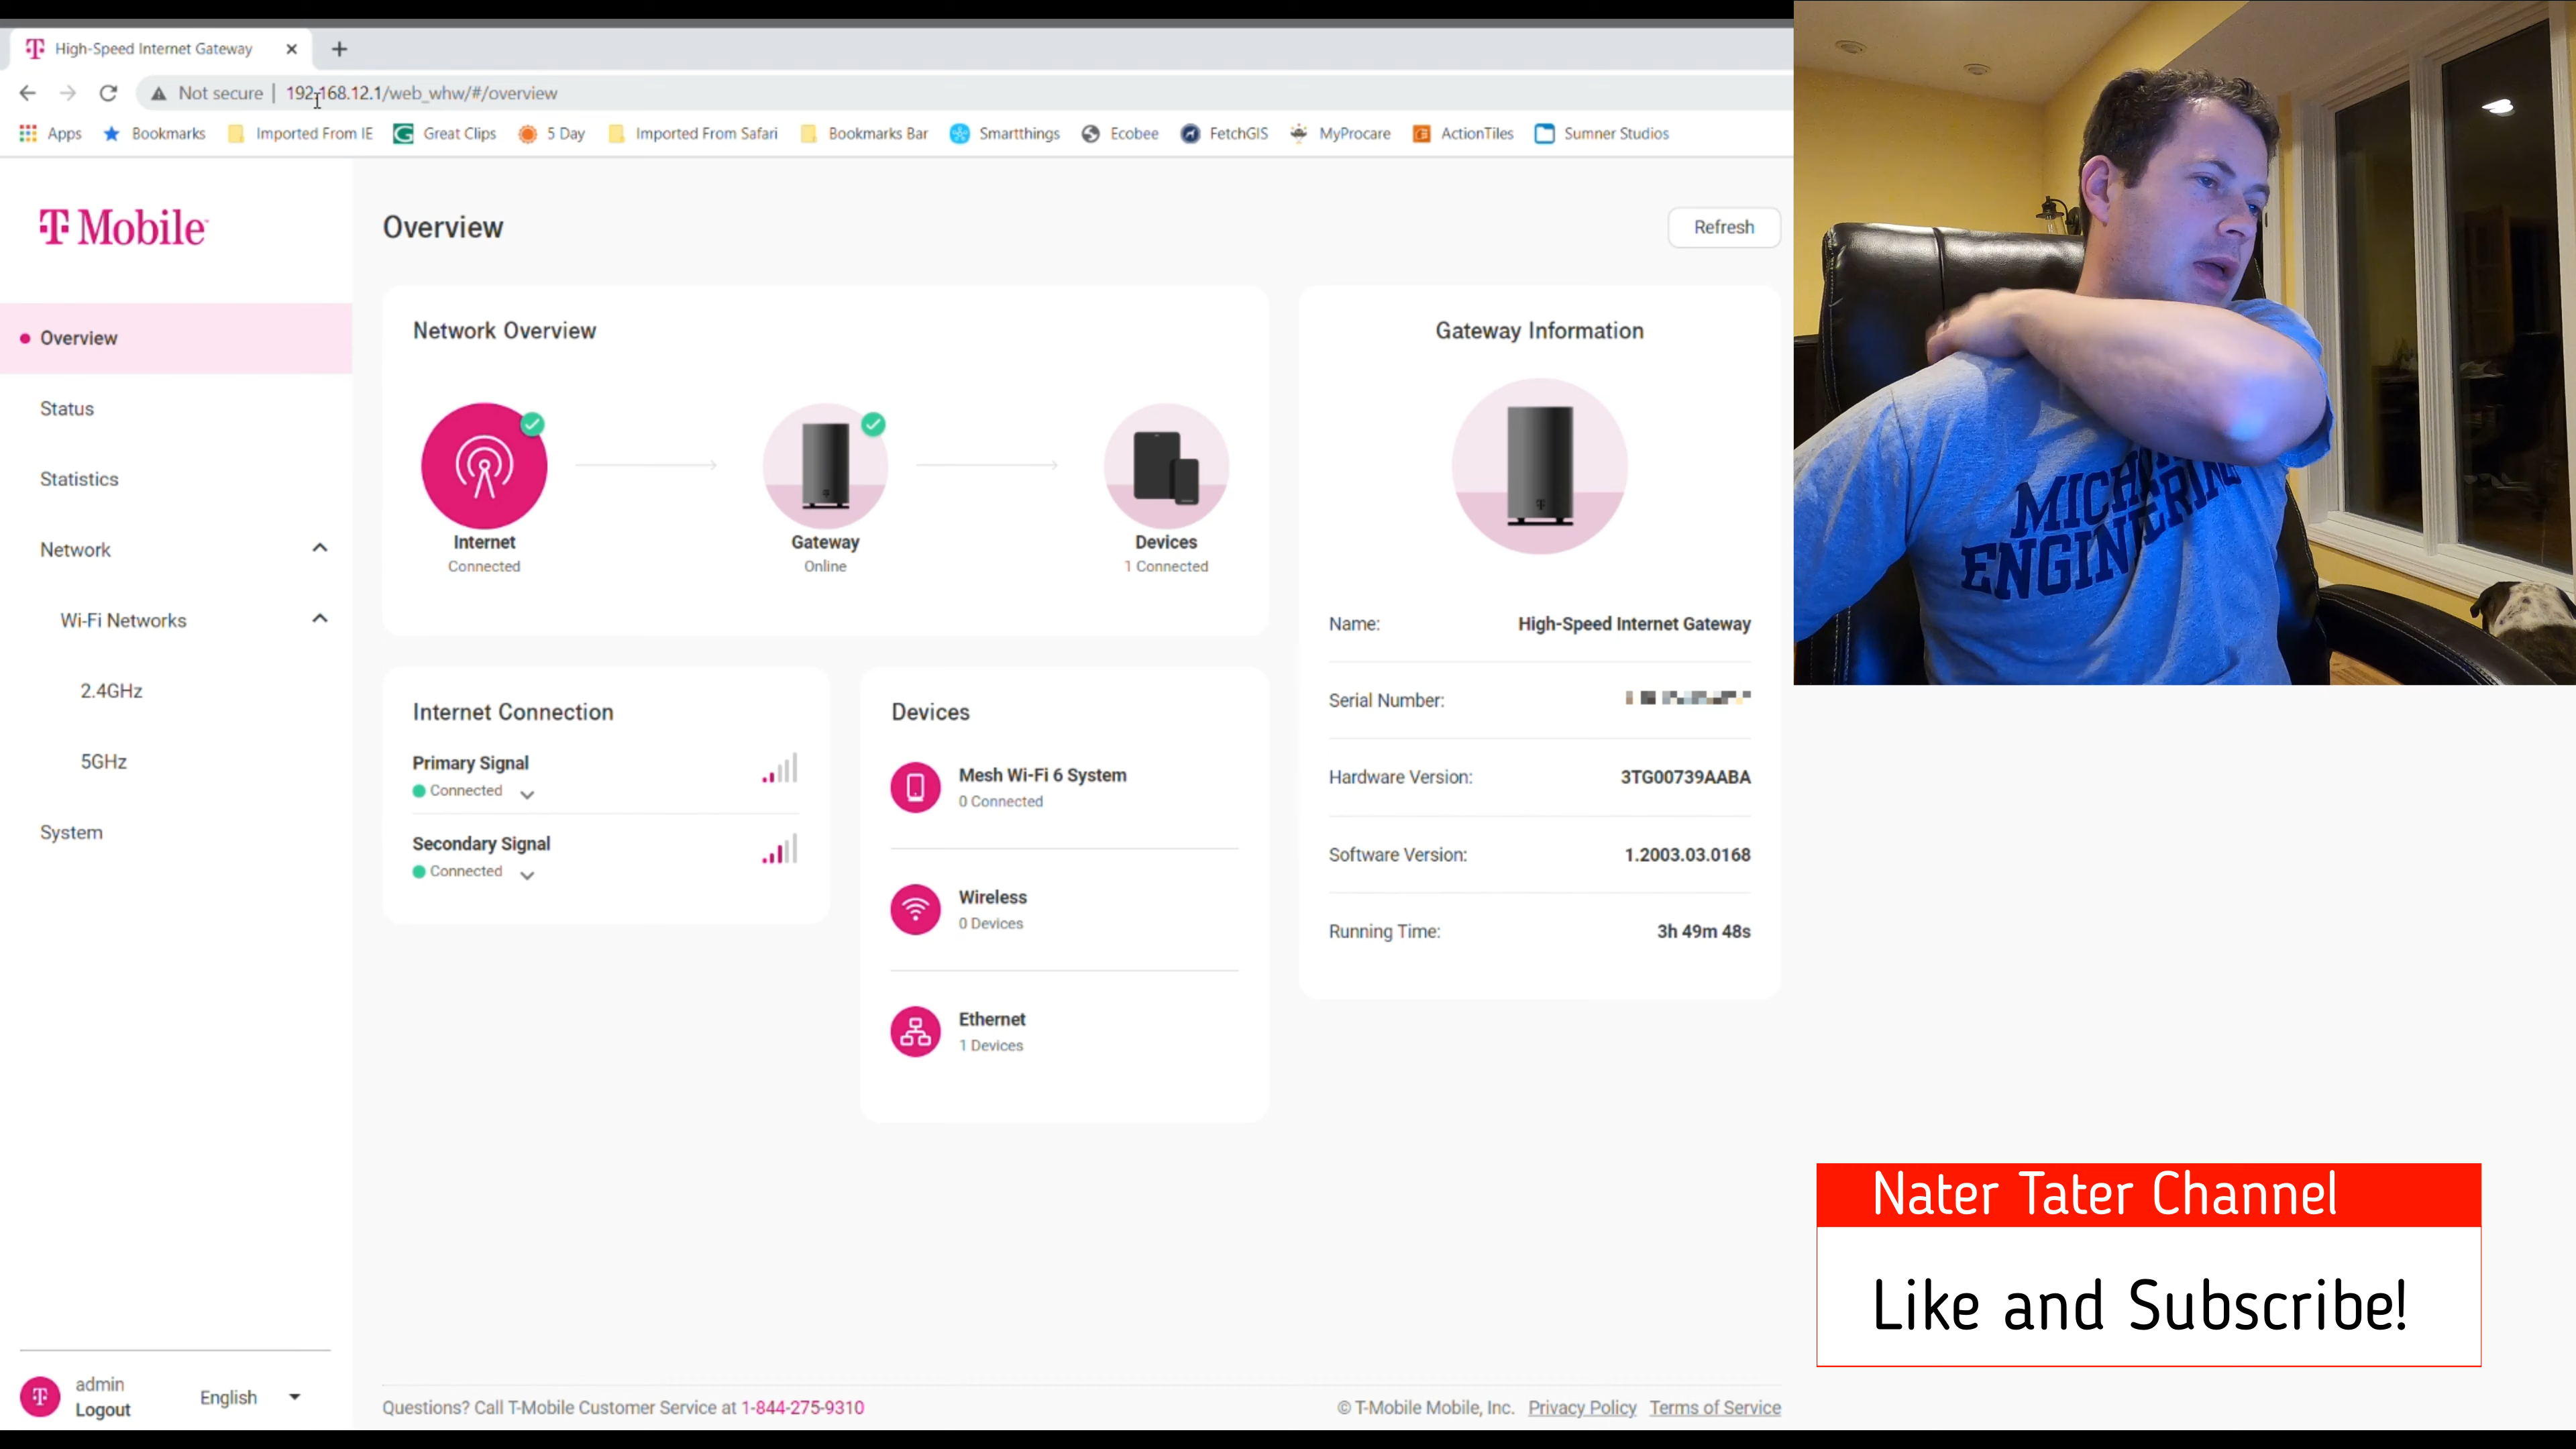 High-Speed Internet Gateway
Not secure | 192.168.12.1/web_whw/#/overview
Apps Bookmarks Imported From IE Great Clips 5 Day Imported From Safari Bookmarks Bar Smartthings Ecobee FetchGIS MyProcare ActionTiles Sumner Studios
T Mobile
Overview
Status
Statistics
Network
Wi-Fi Networks
2.4GHz
5GHz
System
admin
Logout
English
Overview
Refresh
Network Overview
Internet
Connected
Gateway
Online
Devices
1 Connected
Internet Connection
Primary Signal
Connected
Secondary Signal
Connected
Devices
Mesh Wi-Fi 6 System
0 Connected
Wireless
0 Devices
Ethernet
1 Devices
Gateway Information
Name: High-Speed Internet Gateway
Serial Number:
Hardware Version: 3TG00739AABA
Software Version: 1.2003.03.0168
Running Time: 3h 49m 48s
Questions? Call T-Mobile Customer Service at 1-844-275-9310
© T-Mobile Mobile, Inc. Privacy Policy Terms of Service
ENGINEERING
Nater Tater Channel
Like and Subscribe!